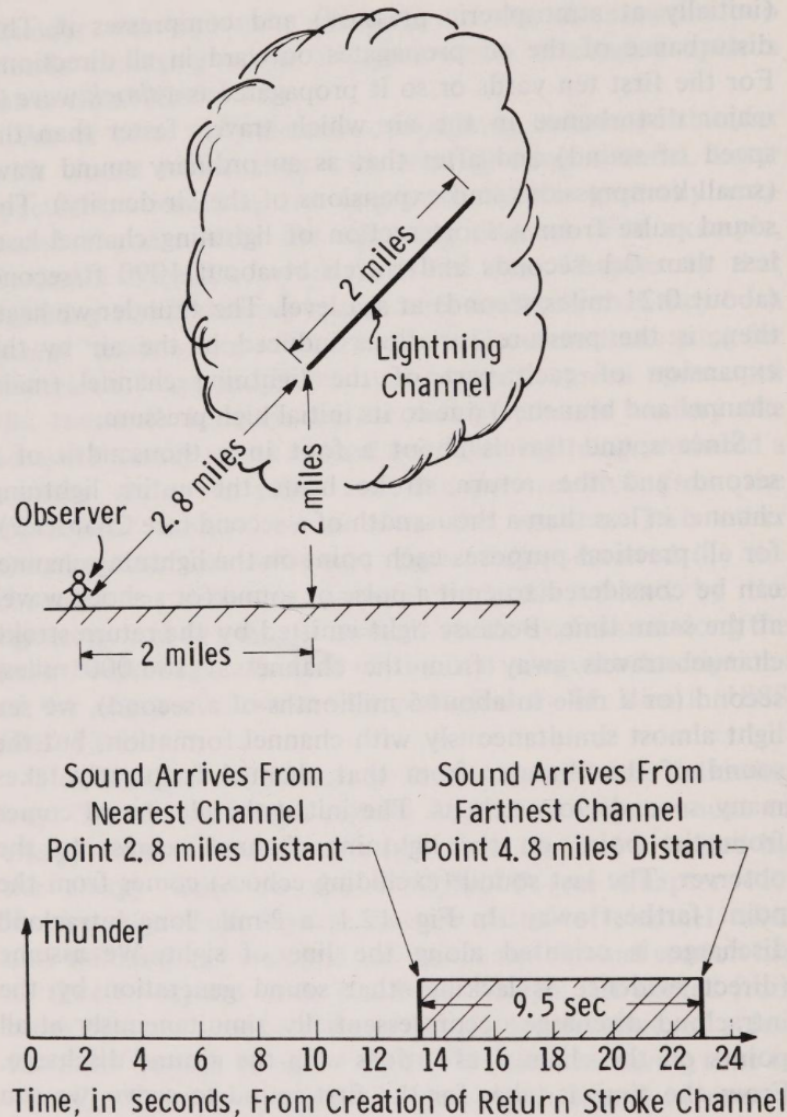 2 miles
Lightning
Channel
2.8 miles
2 miles
Observer
2 miles
Sound Arrives From
Nearest Channel
Point 2.8 miles Distant
Sound Arrives From
Farthest Channel
Point 4.8 miles Distant
Thunder
9.5 sec
0 2 4 6 8 10 12 14 16 18 20 22 24
Time, in Seconds, From Creation of Return Stroke Channel